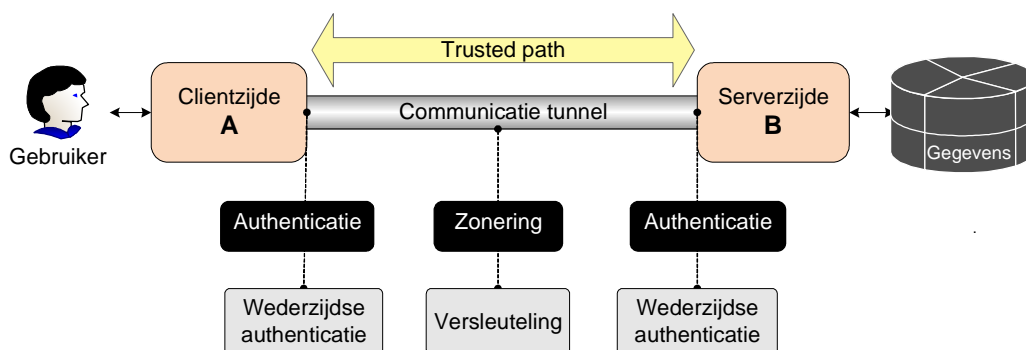 Trusted path
Clientzijde
A
Communicatie tunnel
Serverzijde
B
Gebruiker
Gegevens
Authenticatie
Zonering
Authenticatie
Wederzijdse
authenticatie
Versleuteling
Wederzijdse
authenticatie